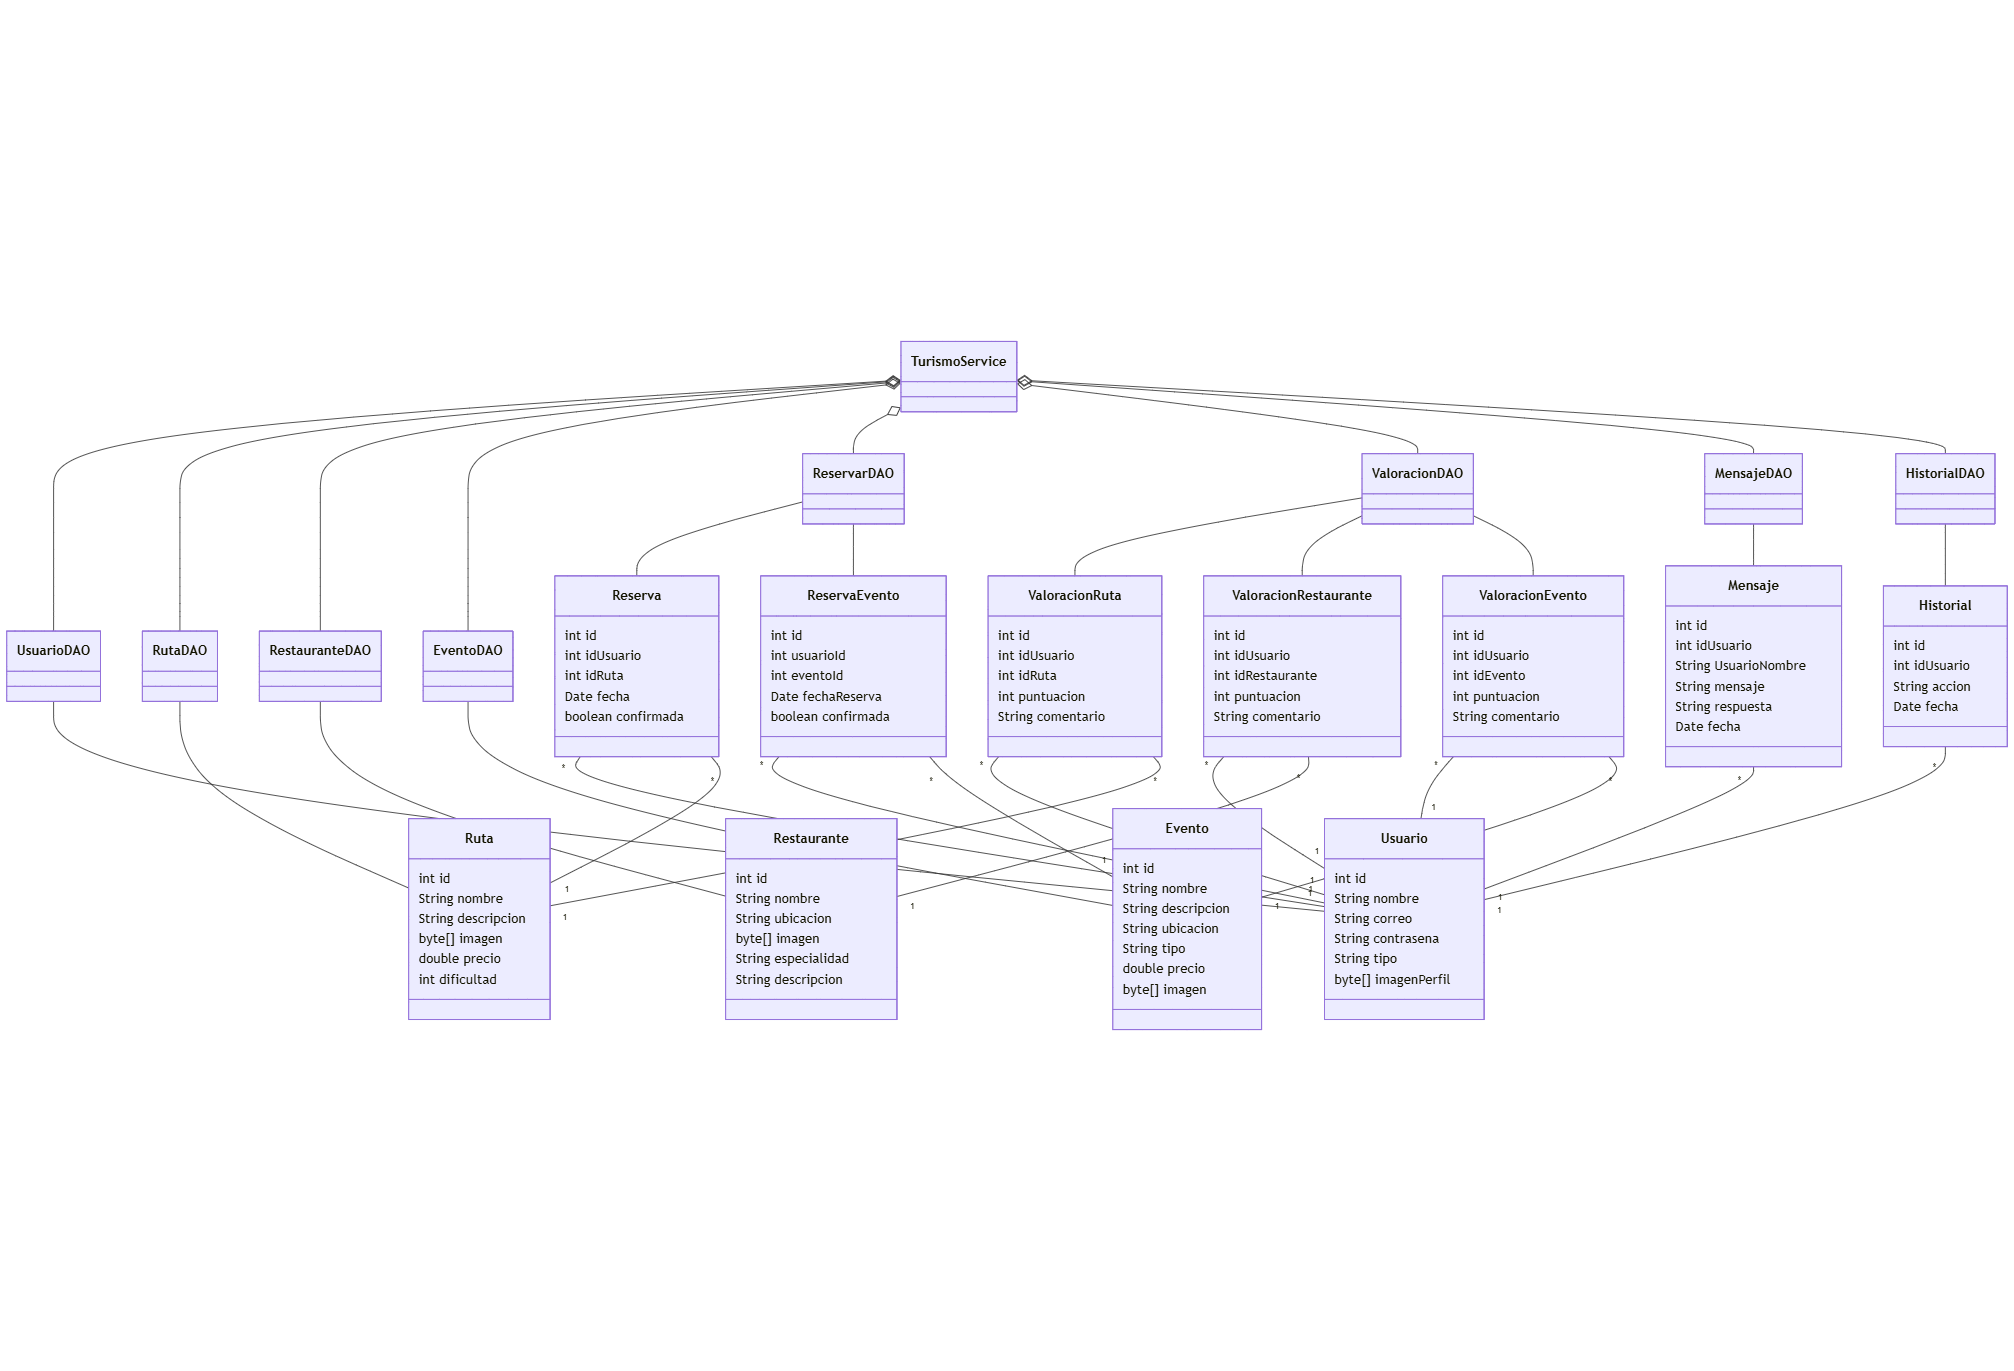 TurismoService
ReservarDAO
ValoracionDAO
MensajeDAO
HistorialDAO
UsuarioDAO
RutaDAO
RestauranteDAO
EventoDAO
Reserva
int id
int idUsuario
int idRuta
Date fecha
boolean confirmada
ReservaEvento
int id
int usuarioId
int eventoId
Date fechaReserva
boolean confirmada
ValoracionRuta
int id
int idUsuario
int idRuta
int puntuacion
String comentario
ValoracionRestaurante
int id
int idUsuario
int idRestaurante
int puntuacion
String comentario
ValoracionEvento
int id
int idUsuario
int idEvento
int puntuacion
String comentario
Mensaje
int id
int idUsuario
String UsuarioNombre
String mensaje
String respuesta
Date fecha
Historial
int id
int idUsuario
String accion
Date fecha
*
*
*
*
*
*
*
*
*
*
*
*
1
1
1
1
1
1
1
1
1
1
1
1
Ruta
int id
String nombre
String descripcion
byte[] imagen
double precio
int dificultad
Restaurante
int id
String nombre
String ubicacion
byte[] imagen
String especialidad
String descripcion
Evento
int id
String nombre
String descripcion
String ubicacion
String tipo
double precio
byte[] imagen
Usuario
int id
String nombre
String correo
String contrasena
String tipo
byte[] imagenPerfil